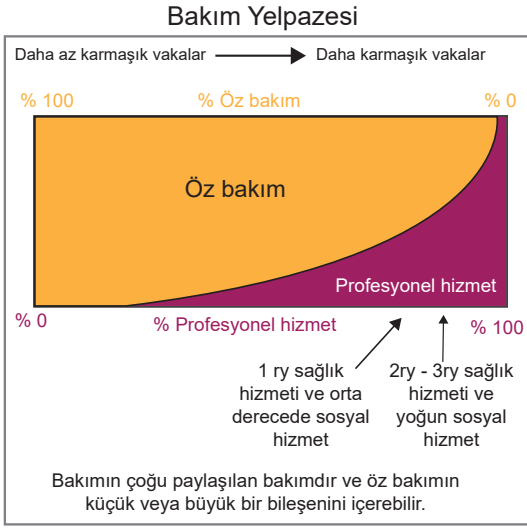 Bakım Yelpazesi
Daha az karmaşık vakalar
Daha karmaşık vakalar
% 100
% Öz bakım
% 0
Öz bakım
Profesyonel hizmet
% 0
% Profesyonel hizmet
% 100
1 ry sağlık
hizmeti ve orta
derecede sosyal
hizmet
2ry - 3ry sağlık
hizmeti ve
yoğun sosyal
hizmet
Bakımın çoğu paylaşılan bakımdır ve öz bakımın
küçük veya büyük bir bileşenini içerebilir.